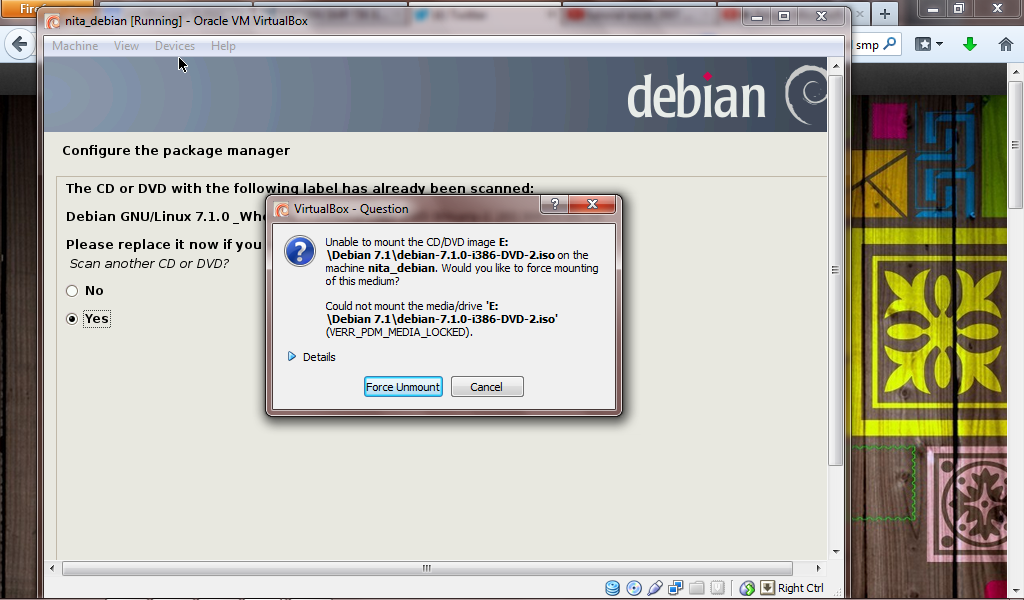 Firef
nita_debian [Running] - Oracle VM VirtualBox
Machine View Devices Help
smp
debian
Configure the package manager
The CD or DVD with the following label has already been scanned:
Debian GNU/Linux 7.1.0 _Whe
Please replace it now if you
Scan another CD or DVD?
No
Yes
VirtualBox - Question
Unable to mount the CD/DVD image E:
\Debian 7.1\debian-7.1.0-i386-DVD-2.iso on the
machine nita_debian. Would you like to force mounting
of this medium?
Could not mount the media/drive 'E:
\Debian 7.1\debian-7.1.0-i386-DVD-2.iso'
(VERR_PDM_MEDIA_LOCKED).
Details
Force Unmount Cancel
Right Ctrl